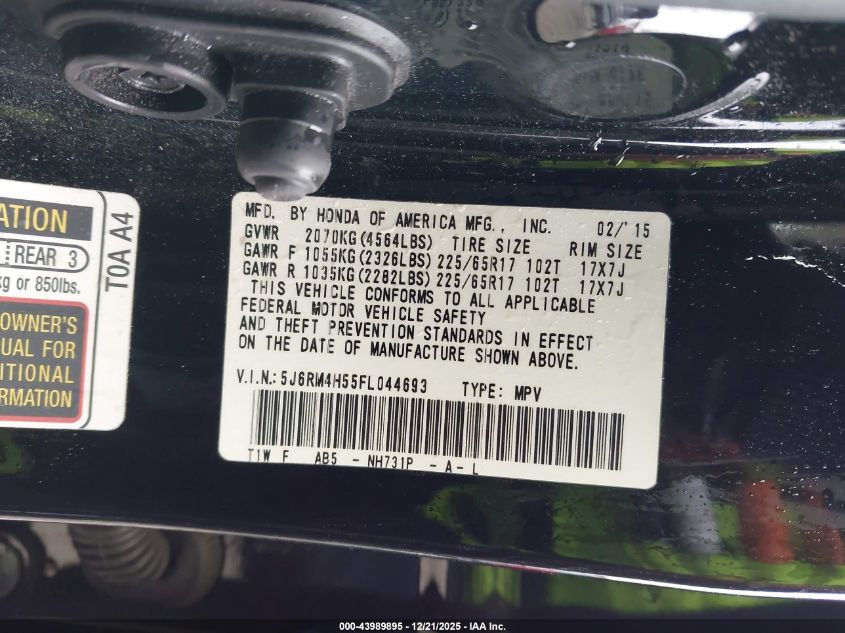 MFD. BY HONDA OF AMERICA MFG., INC. 02/'15
GVWR 2070KG(4564LBS) TIRE SIZE RIM SIZE
GAWR F 1055KG(2326LBS) 225/65R17 102T 17X7J
GAWR R 1035KG(2282LBS) 225/65R17 102T 17X7J
THIS VEHICLE CONFORMS TO ALL APPLICABLE
FEDERAL MOTOR VEHICLE SAFETY
AND THEFT PREVENTION STANDARDS IN EFFECT
ON THE DATE OF MANUFACTURE SHOWN ABOVE.
V.I.N.:5J6RM4H55FL044693 TYPE: MPV
T1W F AB5 - NH731P - A - L
ATION
REAR 3
kg or 850lbs.
OWNER'S
UAL FOR
ITIONAL
ORMATION
T0A A4
000-43989895 - 12/21/2025 - IAA Inc.